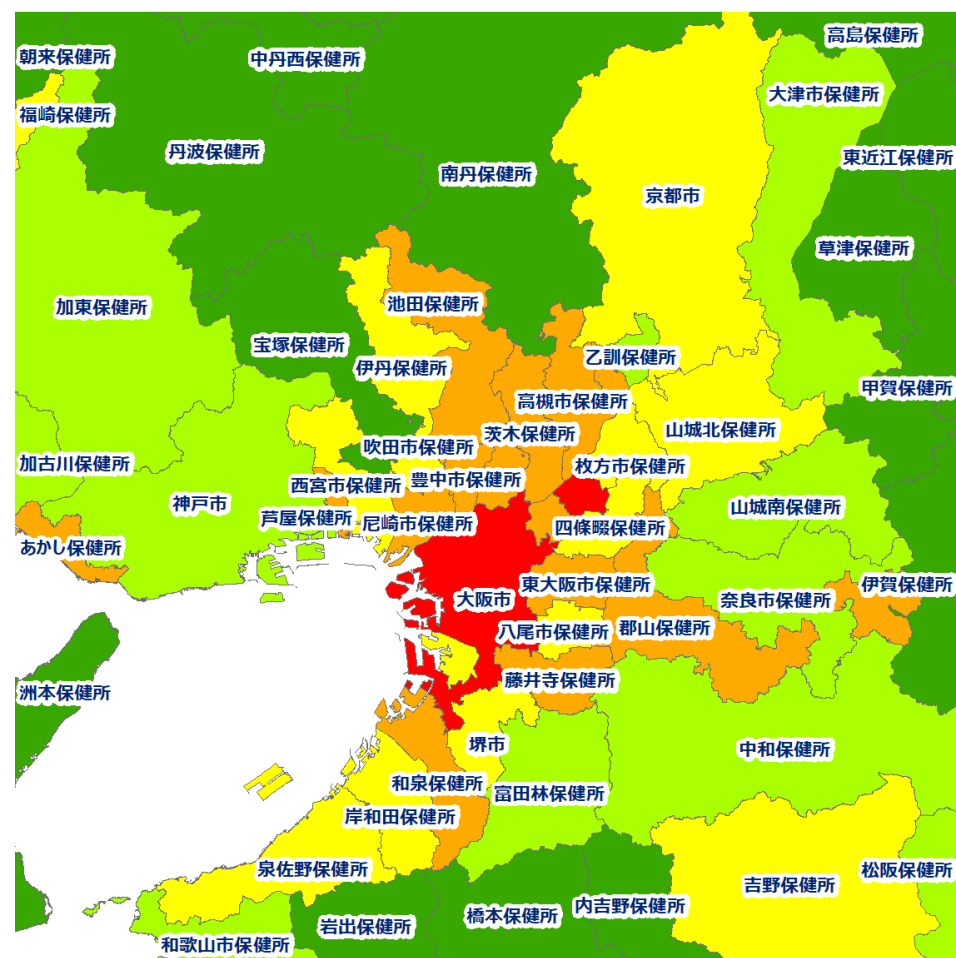 高島保健所
朝来保健所
中丹西保健所
大津市保健所
福崎保健所
丹波保健所
東近江保健所
南丹保健所
京都市
草津保健所
加東保健所
池田保健所
宝塚保健所
乙訓保健所
伊丹保健所
甲賀保健所
高槻市保健所
山城北保健所
茨木保健所
吹田市保健所
加古川保健所
枚方市保健所
豊中市保健所
西宮市保健所
神戸市
山城南保健所
芦屋保健所
尼崎市保健所
四條畷保健所
あかし保健所
東大阪市保健所
伊賀保健所
大阪市
奈良市保健所
八尾市保健所
郡山保健所
藤井寺保健所
洲本保健所
堺市
中和保健所
和泉保健所
富田林保健所
岸和田保健所
泉佐野保健所
松阪保健所
吉野保健所
内吉野保健所
橋本保健所
岩出保健所
和歌山市保健所